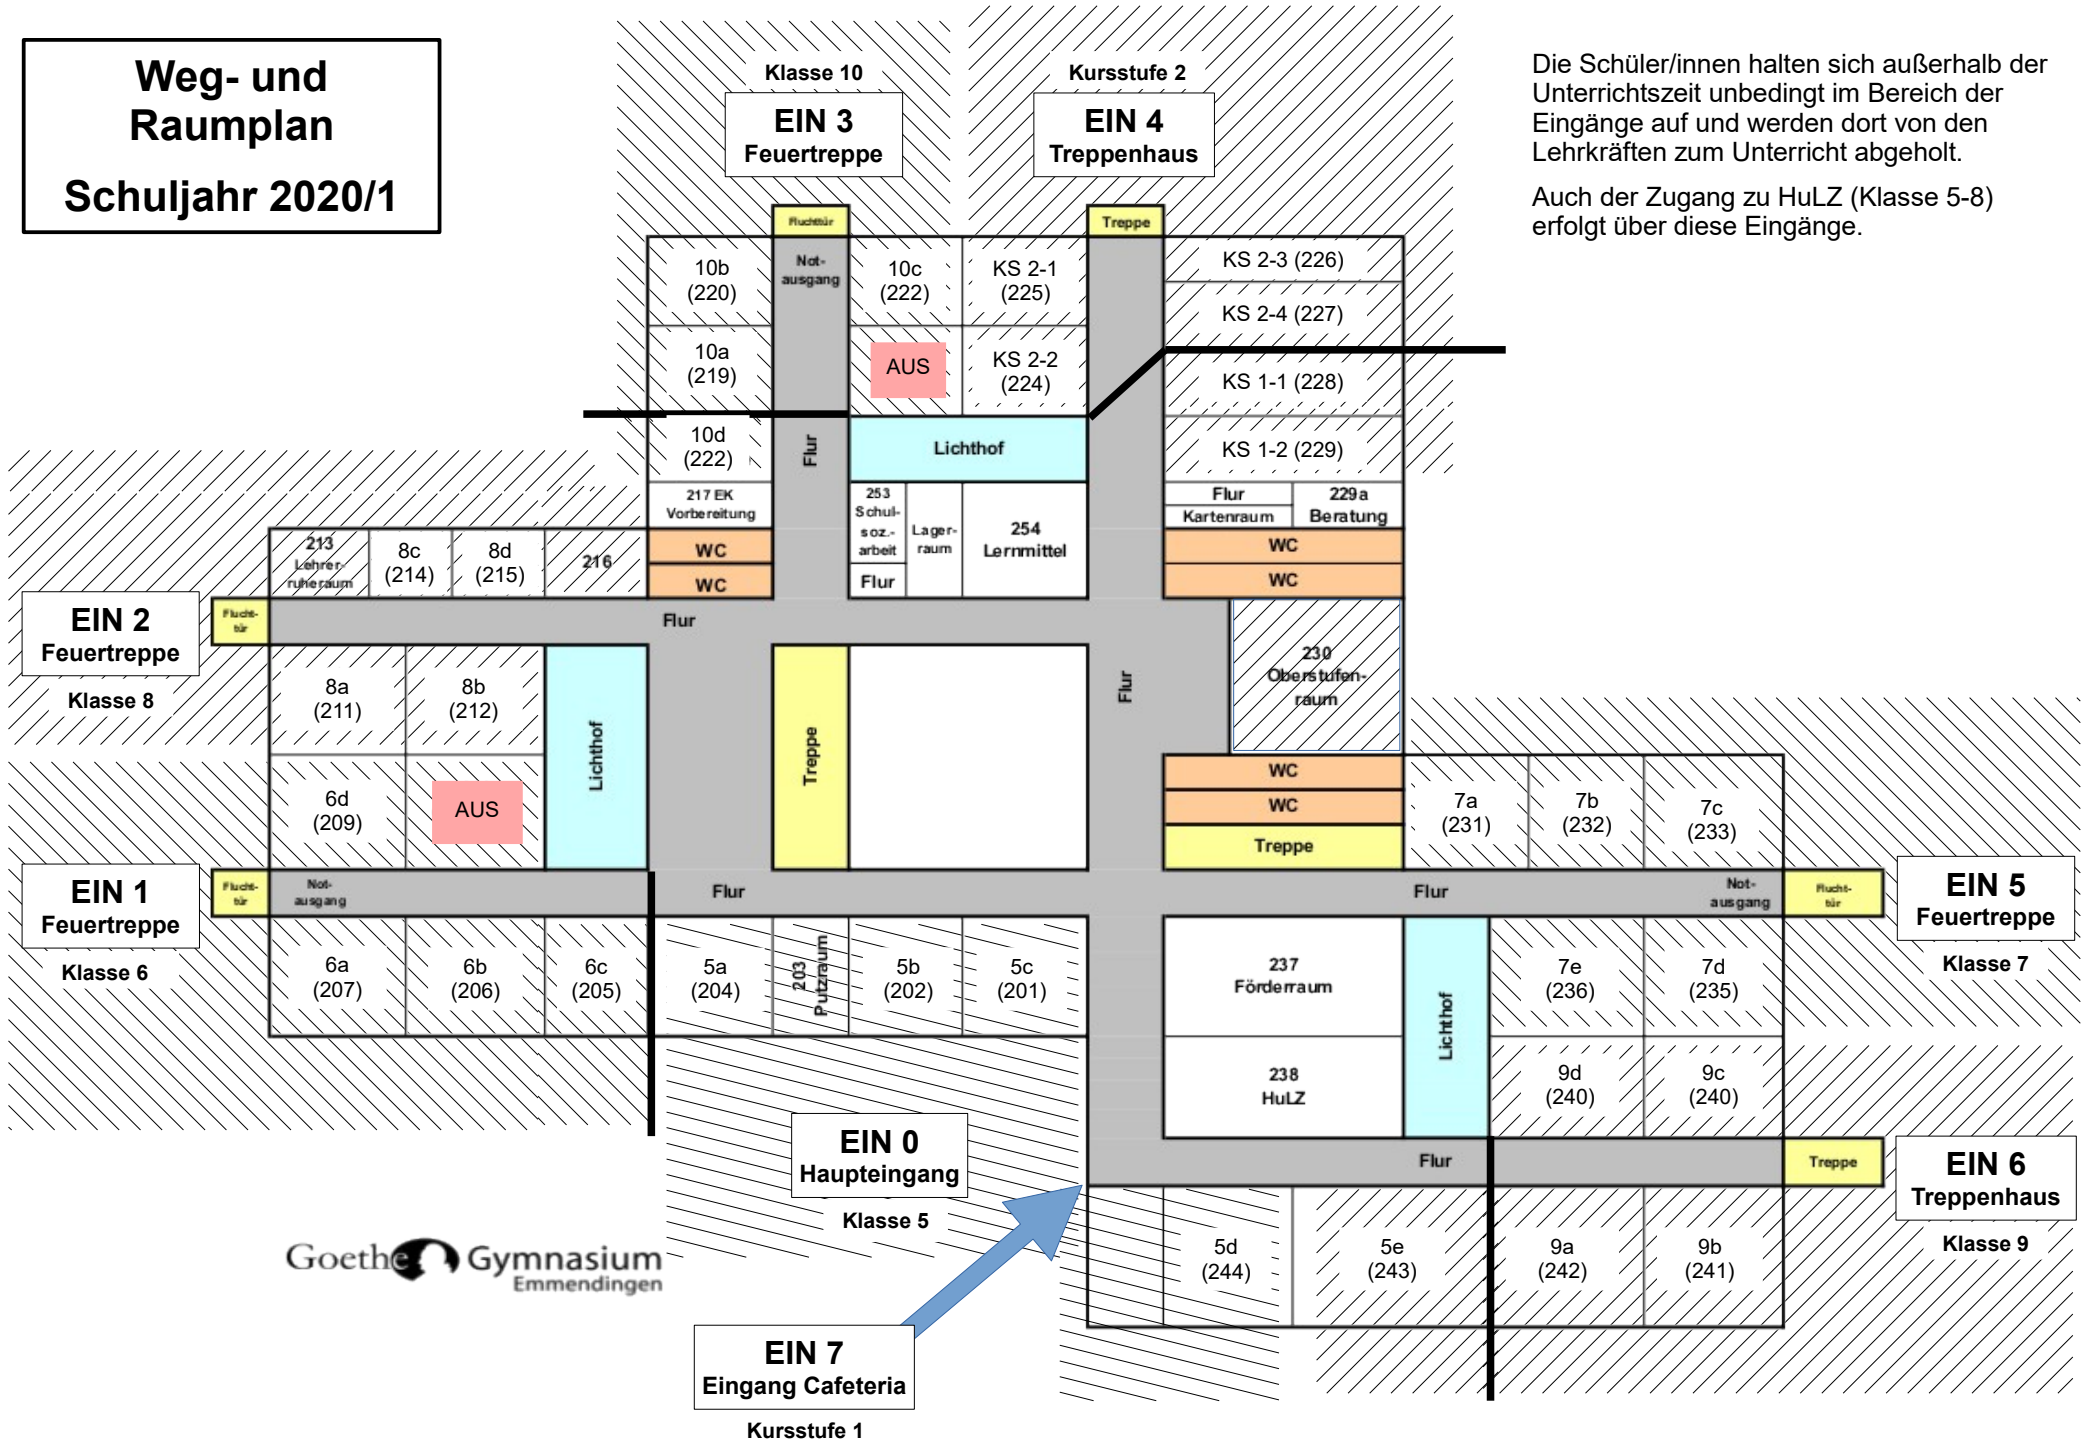 Weg- und
Raumplan
Schuljahr 2020/1
Klasse 10
EIN 3
Feuertreppe
Kursstufe 2
EIN 4
Treppenhaus
Die Schüler/innen halten sich außerhalb der
Unterrichtszeit unbedingt im Bereich der
Eingänge auf und werden dort von den
Lehrkräften zum Unterricht abgeholt.
Auch der Zugang zu HuLZ (Klasse 5-8)
erfolgt über diese Eingänge.
Fluchttür
Treppe
10b
(220)
Not-
ausgang
10c
(222)
KS 2-1
(225)
KS 2-3 (226)
KS 2-4 (227)
10a
(219)
AUS
KS 2-2
(224)
KS 1-1 (228)
10d
(222)
Flur
Lichthof
KS 1-2 (229)
217 EK
Vorbereitung
253
Schul-
soz.-
arbeit
Flur
Lager-
raum
254
Lernmittel
Flur
Kartenraum
229a
Beratung
213
Lehrer-
ruheraum
8c
(214)
8d
(215)
216
WC
WC
WC
WC
EIN 2
Feuertreppe
Klasse 8
Flucht-
tür
Flur
8a
(211)
8b
(212)
Lichthof
Treppe
Flur
230
Oberstufen-
raum
6d
(209)
AUS
WC
WC
Treppe
7a
(231)
7b
(232)
7c
(233)
EIN 1
Feuertreppe
Klasse 6
Flucht-
tür
Not-
ausgang
Flur
Flur
Not-
ausgang
Flucht-
tür
EIN 5
Feuertreppe
Klasse 7
6a
(207)
6b
(206)
6c
(205)
5a
(204)
203
Putzraum
5b
(202)
5c
(201)
237
Förderraum
Lichthof
7e
(236)
7d
(235)
238
HuLZ
9d
(240)
9c
(240)
EIN 0
Haupteingang
Klasse 5
Flur
Treppe
EIN 6
Treppenhaus
Klasse 9
5d
(244)
5e
(243)
9a
(242)
9b
(241)
Goethe Gymnasium
Emmendingen
EIN 7
Eingang Cafeteria
Kursstufe 1